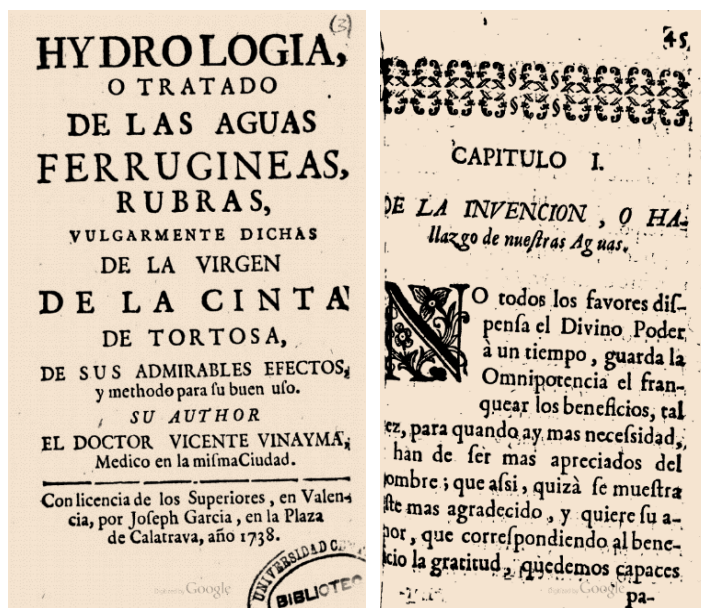 (3)
HYDROLOGIA,
O TRATADO
DE LAS AGUAS
FERRUGINEAS,
RUBRAS,
VULGARMENTE DICHAS
DE LA VIRGEN
DE LA CINTA
DE TORTOSA,
DE SUS ADMIRABLES EFECTOS,
y methodo para ſu buen uſo.
SU AUTHOR
EL DOCTOR VICENTE VINAYMA,
Medico en la miſmaCiudad.
Con licencia de los Superiores, en Valen-
cia, por Joſeph Garcia, en la Plaza
de Calatrava, año 1738.
UNIVERSIDAD
BIBLIOTEC
Google
45
CAPITULO I.
DE LA INVENCION, O HA-
llazgo de nueſtras Aguas.
NO todos los favores diſ-
penſa el Divino Poder
à un tiempo, guarda la
Omnipotencia el fran-
quear los beneficios, tal
ez, para quando ay mas neceſsidad,
han de ſer mas apreciados del
ombre; que aſsi, quizà ſe mueſtra
ſte mas agradecido, y quiere ſu a-
nor, que correſpondiendo al bene-
ficio la gratitud, quedemos capaces
Google
pa-